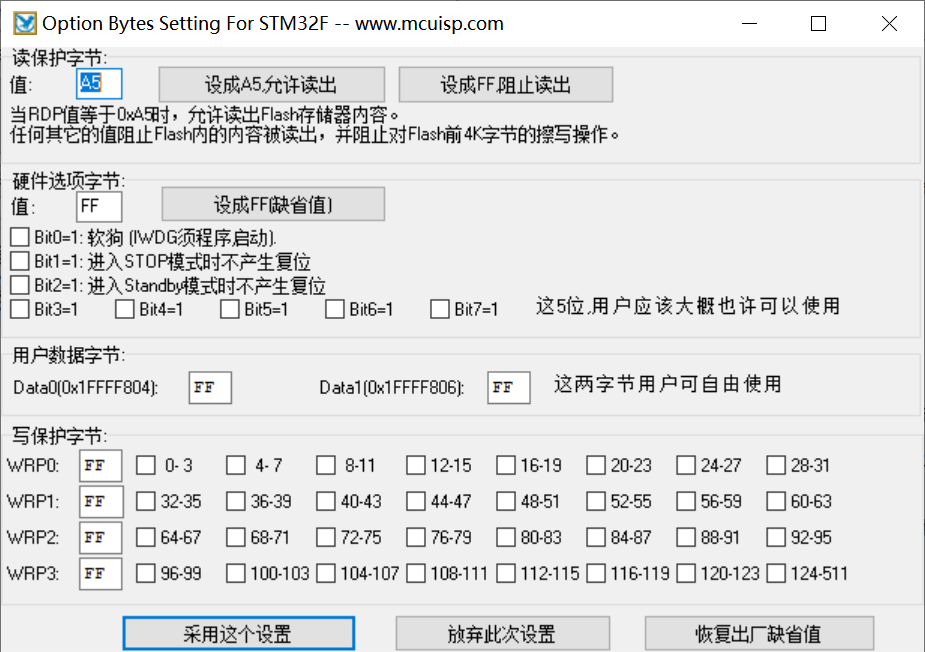 Option Bytes Setting For STM32F -- www.mcuisp.com
读保护字节:
值: A5 设成A5,允许读出 设成FF,阻止读出
当RDP值等于0xA5时，允许读出Flash存储器内容。
任何其它的值阻止Flash内的内容被读出，并阻止对Flash前4K字节的擦写操作。
硬件选项字节:
值: FF 设成FF(缺省值)
Bit0=1: 软狗 (IWDG须程序启动).
Bit1=1: 进入STOP模式时不产生复位
Bit2=1: 进入Standby模式时不产生复位
Bit3=1 Bit4=1 Bit5=1 Bit6=1 Bit7=1 这5位,用户应该大概也许可以使用
用户数据字节:
Data0(0x1FFFF804): FF Data1(0x1FFFF806): FF 这两字节用户可自由使用
写保护字节:
WRP0: FF 0- 3 4- 7 8-11 12-15 16-19 20-23 24-27 28-31
WRP1: FF 32-35 36-39 40-43 44-47 48-51 52-55 56-59 60-63
WRP2: FF 64-67 68-71 72-75 76-79 80-83 84-87 88-91 92-95
WRP3: FF 96-99 100-103 104-107 108-111 112-115 116-119 120-123 124-511
采用这个设置 放弃此次设置 恢复出厂缺省值